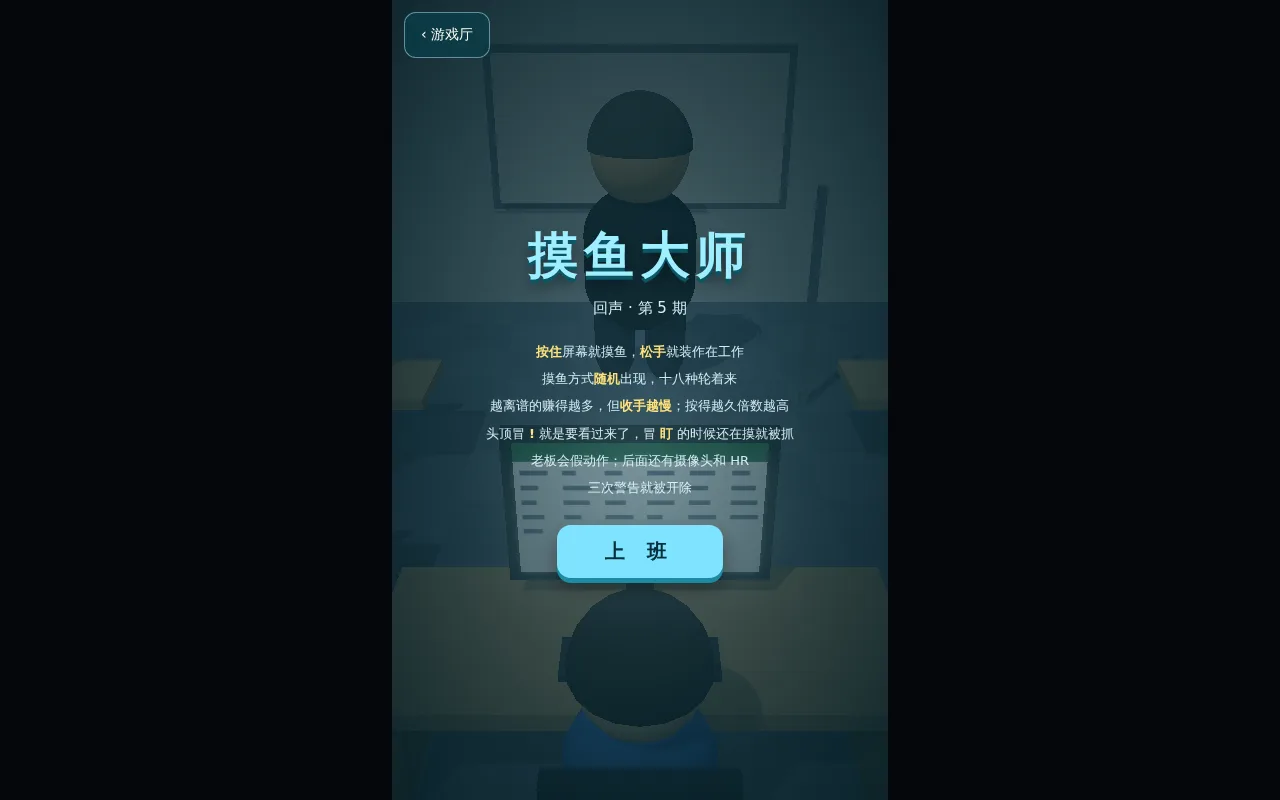 ‹ 游戏厅
摸鱼大师
回声 · 第 5 期
按住屏幕就摸鱼，松手就装作在工作
摸鱼方式随机出现，十八种轮着来
越离谱的赚得越多，但收手越慢；按得越久倍数越高
头顶冒 ! 就是要看过来了，冒 盯 的时候还在摸就被抓
老板会假动作；后面还有摄像头和 HR
三次警告就被开除
上 班